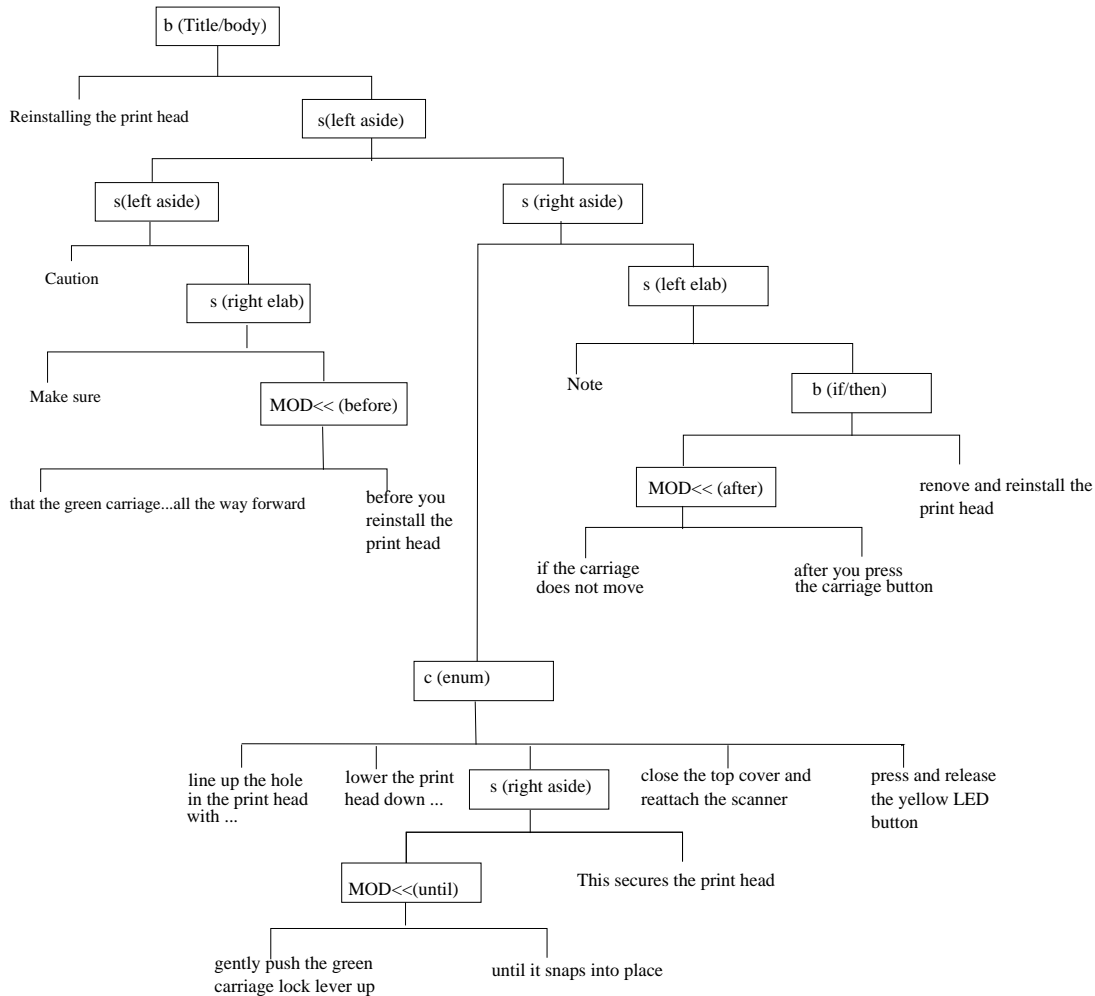 b (Title/body)
Reinstalling the print head
s(left aside)
s(left aside)
s (right aside)
Caution
s (left elab)
s (right elab)
Note
b (if/then)
Make sure
MOD<< (before)
MOD<< (after)
renove and reinstall the
print head
that the green carriage...all the way forward
before you
reinstall the
print head
if the carriage
does not move
after you press
the carriage button
c (enum)
line up the hole
in the print head
with ...
lower the print
head down ...
s (right aside)
close the top cover and
reattach the scanner
press and release
the yellow LED
button
MOD<<(until)
This secures the print head
gently push the green
carriage lock lever up
until it snaps into place